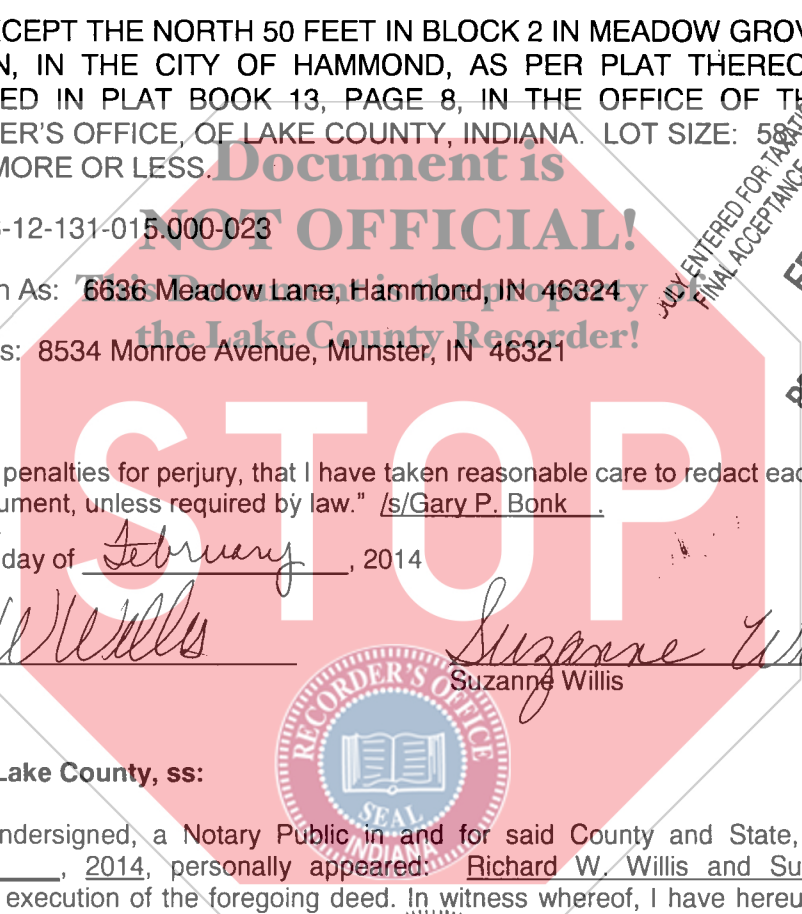 CEPT THE NORTH 50 FEET IN BLOCK 2 IN MEADOW GROV
N, IN THE CITY OF HAMMOND, AS PER PLAT THEREO
ED IN PLAT BOOK 13, PAGE 8, IN THE OFFICE OF TH
ER'S OFFICE, OF LAKE COUNTY, INDIANA. LOT SIZE: 58
MORE OR LESS.
Document is
-12-131-015.000-023
NOT OFFICIAL!
DULY ENTERED FOR TAXATIO
FINAL ACCEPTANCE
n As: 6636 Meadow Lane, Hammond, IN 46324
This Document is the property of
the Lake County Recorder!
s: 8534 Monroe Avenue, Munster, IN 46321
STOP
penalties for perjury, that I have taken reasonable care to redact eac
ument, unless required by law." /s/Gary P. Bonk .
day of February, 2014
W Willis
Suzanne Wi
Suzanne Willis
RECORDER'S OFFICE
SEAL
INDIANA
Lake County, ss:
ndersigned, a Notary Public in and for said County and State,
, 2014, personally appeared: Richard W. Willis and Su
execution of the foregoing deed. In witness whereof, I have hereu